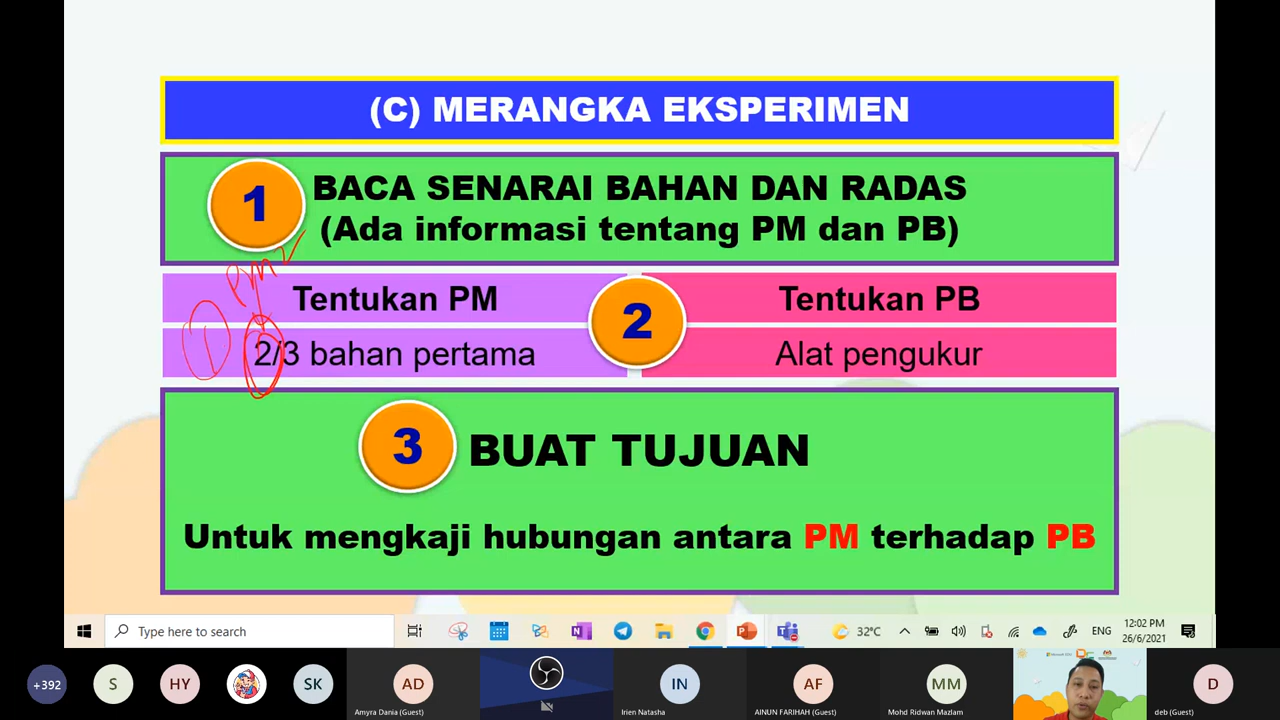 (C) MERANGKA EKSPERIMEN
1
BACA SENARAI BAHAN DAN RADAS
(Ada informasi tentang PM dan PB)
PM
Tentukan PM
2
Tentukan PB
2/3 bahan pertama
Alat pengukur
3
BUAT TUJUAN
Untuk mengkaji hubungan antara PM terhadap PB
Type here to search
32°C
ENG
12:02 PM
26/6/2021
+392
S
HY
SK
AD
IN
AF
MM
D
Amyra Dania (Guest)
Irien Natasha
AINUN FARIHAH (Guest)
Mohd Ridwan Mazlam
deb (Guest)